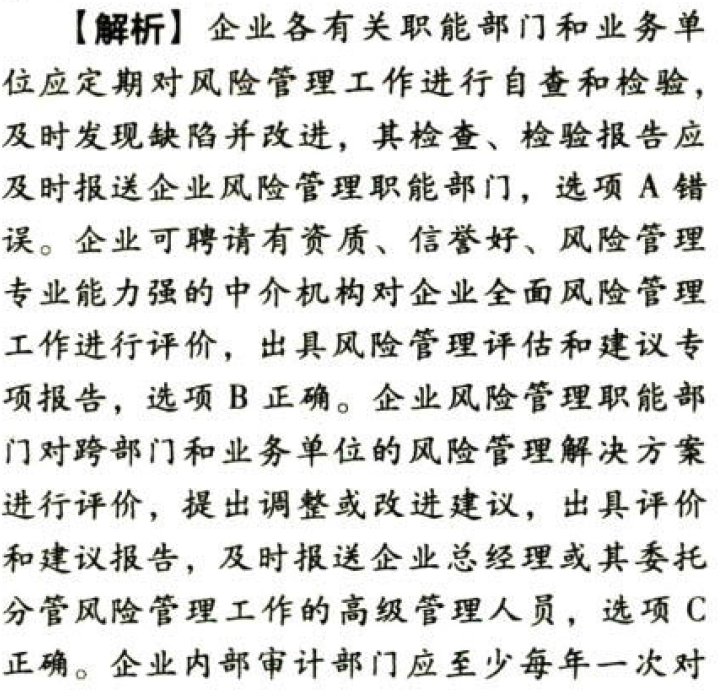 【解析】企业各有关职能部门和业务单
位应定期对风险管理工作进行自查和检验，
及时发现缺陷并改进，其检查、检验报告应
及时报送企业风险管理职能部门，选项 A 错
误。企业可聘请有资质、信誉好、风险管理
专业能力强的中介机构对企业全面风险管理
工作进行评价，出具风险管理评估和建议专
项报告，选项 B 正确。企业风险管理职能部
门对跨部门和业务单位的风险管理解决方案
进行评价，提出调整或改进建议，出具评价
和建议报告，及时报送企业总经理或其委托
分管风险管理工作的高级管理人员，选项 C
正确。企业内部审计部门应至少每年一次对